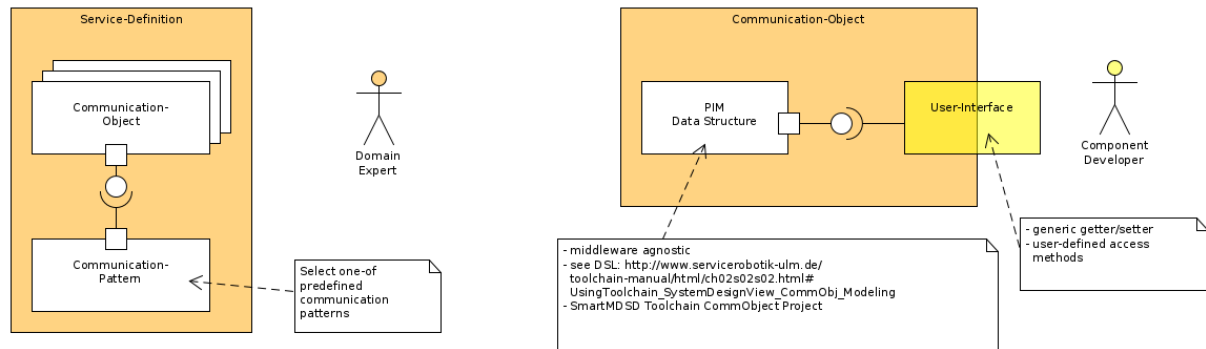 Service-Definition
Communication-
Object
Communication-
Pattern
Domain
Expert
Select one-of
predefined
communication
patterns
Communication-Object
PIM
Data Structure
User-Interface
Component
Developer
- middleware agnostic
- see DSL: http://www.servicerobotik-ulm.de/
toolchain-manual/html/ch02s02s02.html#
UsingToolchain_SystemDesignView_CommObj_Modeling
- SmartMDSD Toolchain CommObject Project
- generic getter/setter
- user-defined access
methods